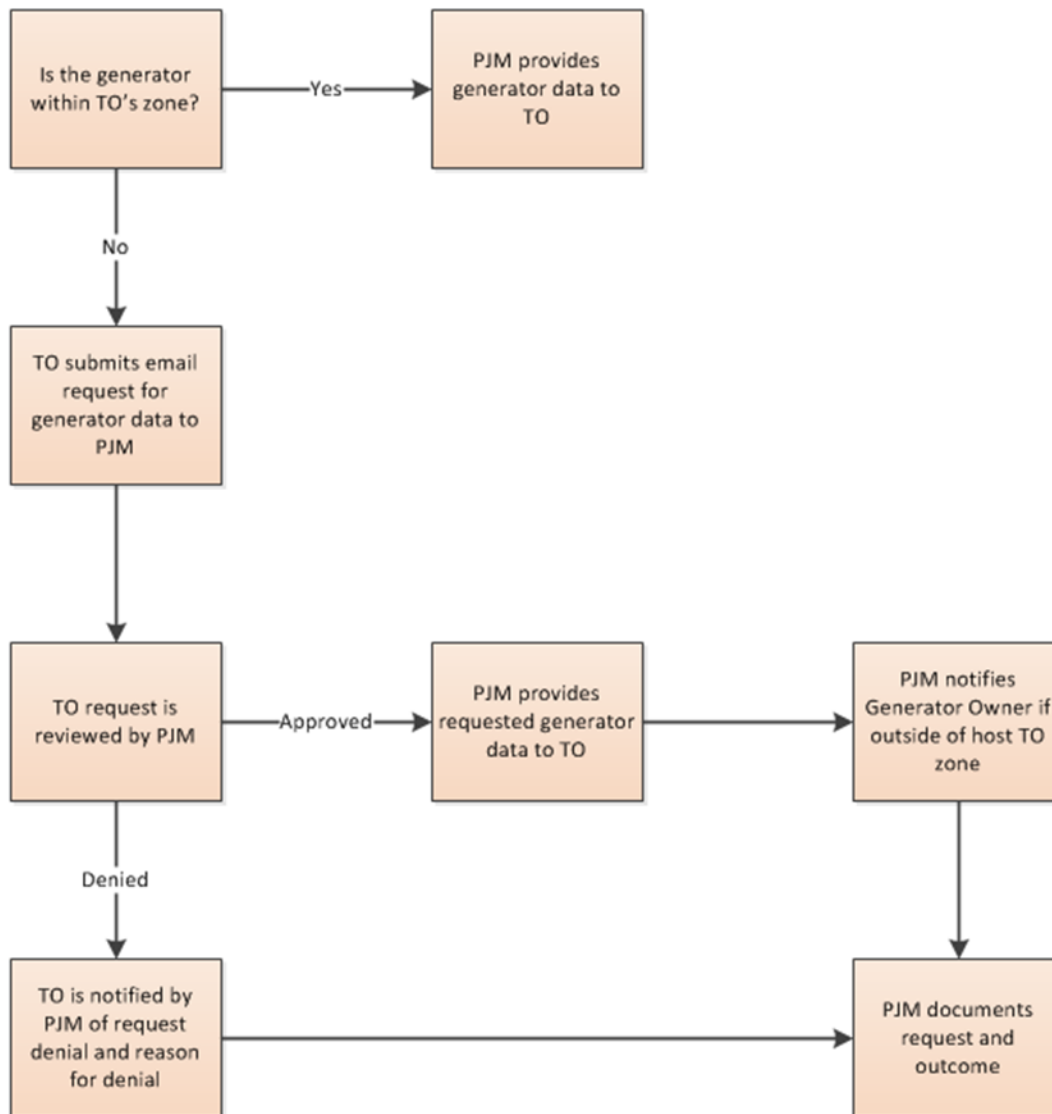 Is the generator
within TO's zone?
Yes
PJM provides
generator data to
TO
No
TO submits email
request for
generator data to
PJM
TO request is
reviewed by PJM
Approved
PJM provides
requested generator
data to TO
PJM notifies
Generator Owner if
outside of host TO
zone
Denied
TO is notified by
PJM of request
denial and reason
for denial
PJM documents
request and
outcome